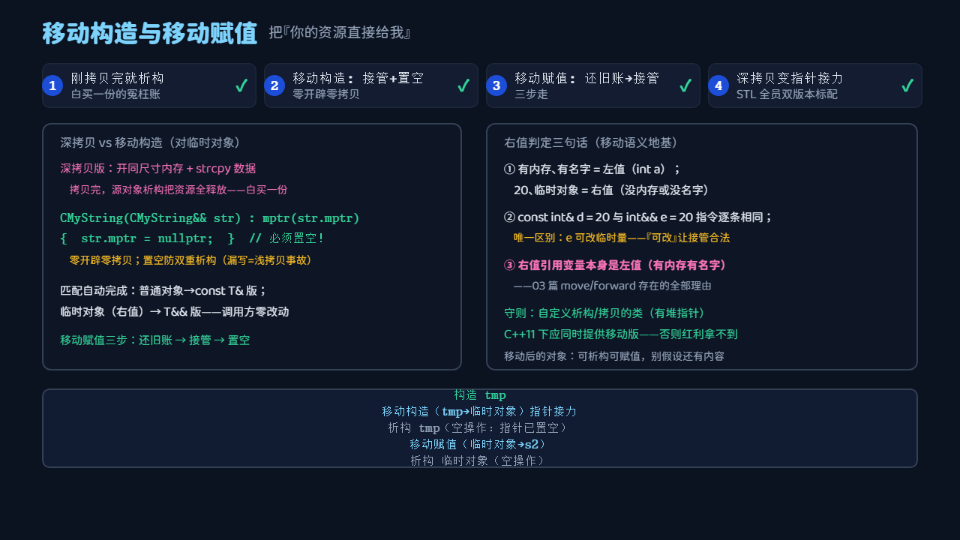 移动构造与移动赋值 把『你的资源直接给我』
1 刚拷贝完就析构 ✓
白买一份的冤枉账
2 移动构造：接管+置空 ✓
零开辟零拷贝
3 移动赋值：还旧账→接管 ✓
三步走
4 深拷贝变指针接力 ✓
STL 全员双版本标配
深拷贝 vs 移动构造（对临时对象）
深拷贝版：开同尺寸内存 + strcpy 数据
拷贝完，源对象析构把资源全释放——白买一份
CMyString(CMyString&& str) : mptr(str.mptr)
{ str.mptr = nullptr; } // 必须置空!
零开辟零拷贝；置空防双重析构（漏写=浅拷贝事故）
匹配自动完成：普通对象→const T& 版；
临时对象（右值）→ T&& 版——调用方零改动
移动赋值三步：还旧账 → 接管 → 置空
右值判定三句话（移动语义地基）
① 有内存、有名字 = 左值（int a）；
20、临时对象 = 右值（没内存或没名字）
② const int& d = 20 与 int&& e = 20 指令逐条相同；
唯一区别：e 可改临时量——『可改』让接管合法
③ 右值引用变量本身是左值（有内存有名字）
——03 篇 move/forward 存在的全部理由
守则：自定义析构/拷贝的类（有堆指针）
C++11 下应同时提供移动版——否则红利拿不到
移动后的对象：可析构可赋值，别假设还有内容
构造 tmp
移动构造（tmp→临时对象）指针接力
析构 tmp（空操作：指针已置空）
移动赋值（临时对象→s2）
析构 临时对象（空操作）